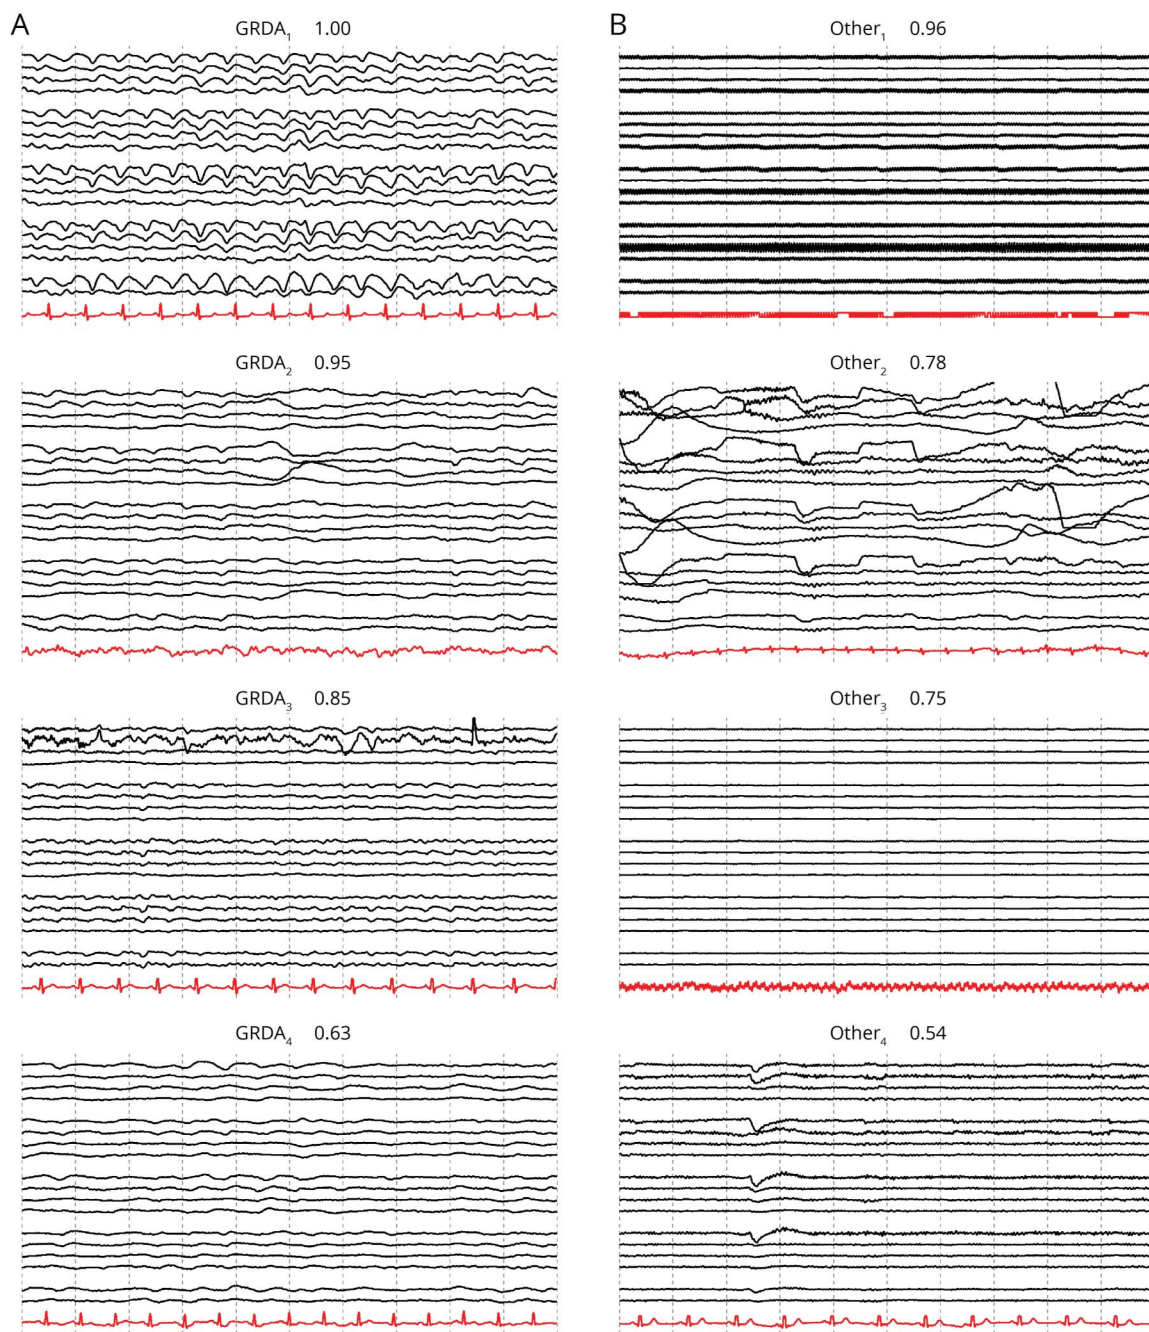 A
GRDA₁ 1.00
GRDA₂ 0.95
GRDA₃ 0.85
GRDA₄ 0.63
B
Other₁ 0.96
Other₂ 0.78
Other₃ 0.75
Other₄ 0.54